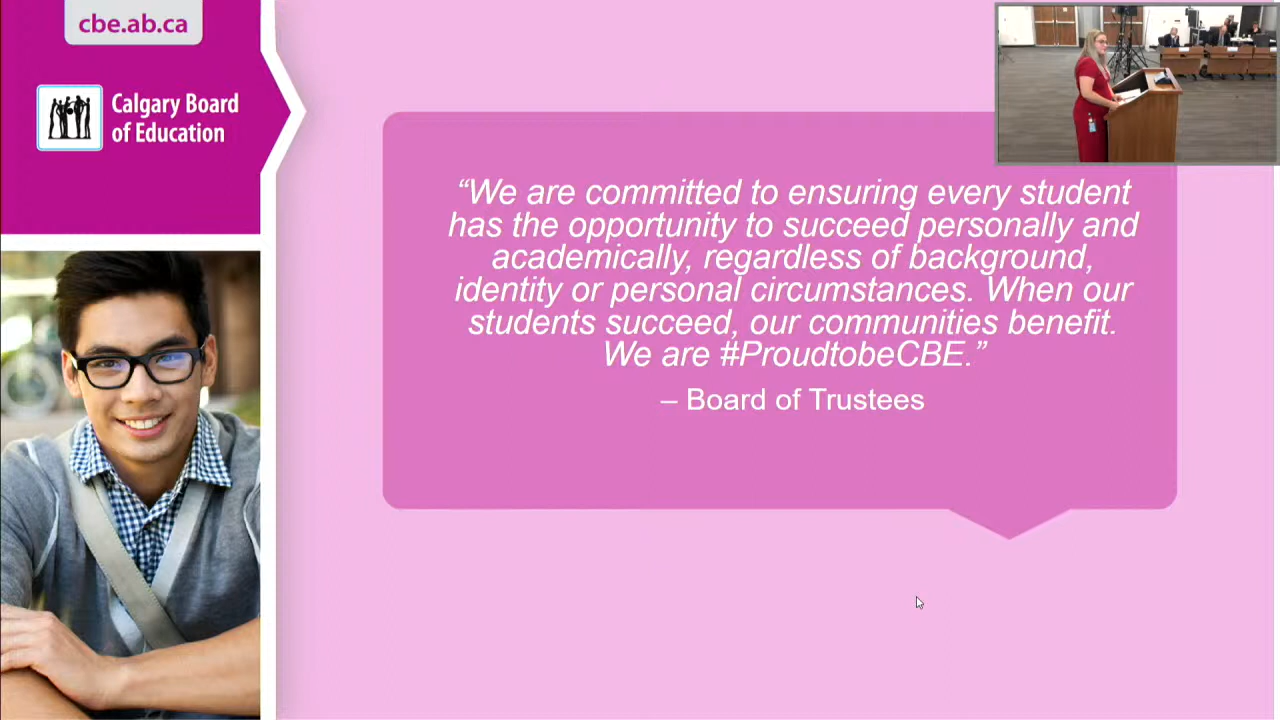 cbe.ab.ca
Calgary Board
of Education
“We are committed to ensuring every student
has the opportunity to succeed personally and
academically, regardless of background,
identity or personal circumstances. When our
students succeed, our communities benefit.
We are #ProudtobeCBE.”
– Board of Trustees